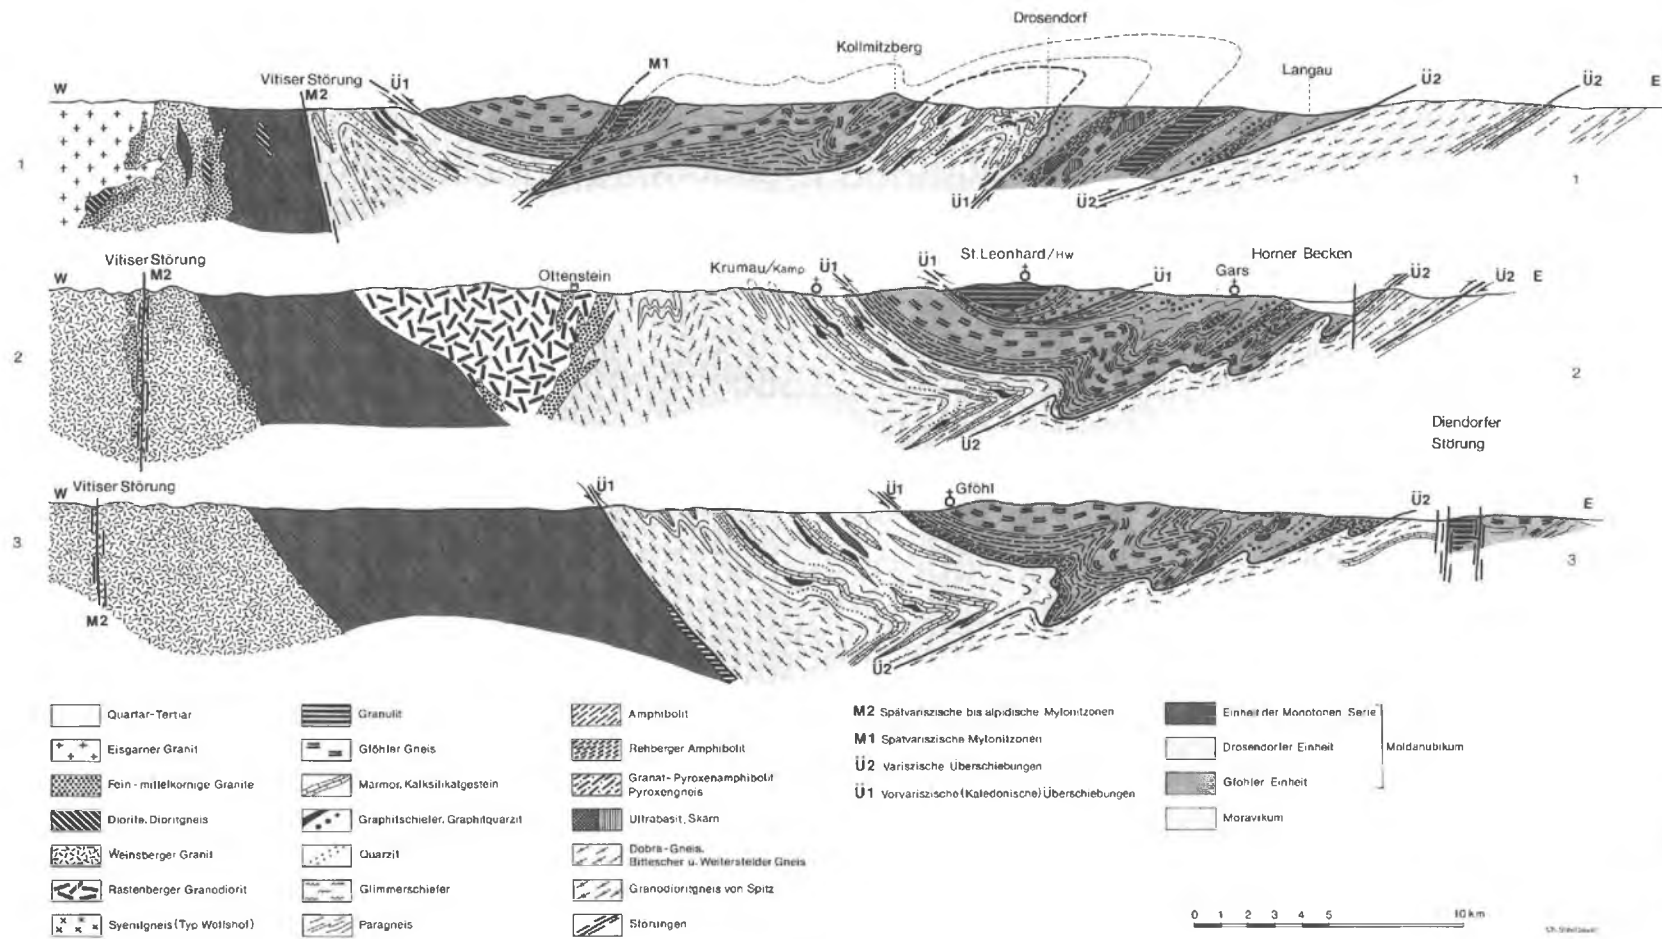 Drosendorf
Kollmitzberg
M1
Langau
Vitiser Störung
Ü1
Ü2
Ü2
W
M2
E
1
1
Ü1
Ü2
Vitiser Störung
W
M2
Ottenstein
Krumau/Kamp
Ü1
Ü1
St.Leonhard/HW
Ü1
Horner Becken
Gars
Ü2
Ü2
E
2
2
Ü2
Diendorfer
Störung
W
Vitiser Störung
Ü1
Ü1
Gföhl
Ü2
E
3
3
M2
Ü2
Quartar-Tertiar
Eisgarner Granit
Fein-mittelkornige Granite
Diorite, Dioritgneis
Weinsberger Granit
Rastenberger Granodiorit
Syenitgneis (Typ Wolfshof)
Granulit
Gföhler Gneis
Marmor, Kalksilikatgestein
Graphitschiefer, Graphitquarzit
Quarzit
Glimmerschiefer
Paragneis
Amphibolit
Rehberger Amphibolit
Granat-Pyroxenamphibolit
Pyroxengneis
Ultrabasit, Skarn
Dobra-Gneis,
Bittescher u. Weitersfelder Gneis
Granodioritgneis von Spitz
Störungen
M2 Spätvariszische bis alpidische Mylonitzonen
M1 Spätvariszische Mylonitzonen
Ü2 Variszische Überschiebungen
Ü1 Vorvariszische (Kaledonische) Überschiebungen
Einheit der Monotonen Serie
Drosendorfer Einheit
Gfohler Einheit
Moravikum
Moldanubikum
0 1 2 3 4 5 10 km